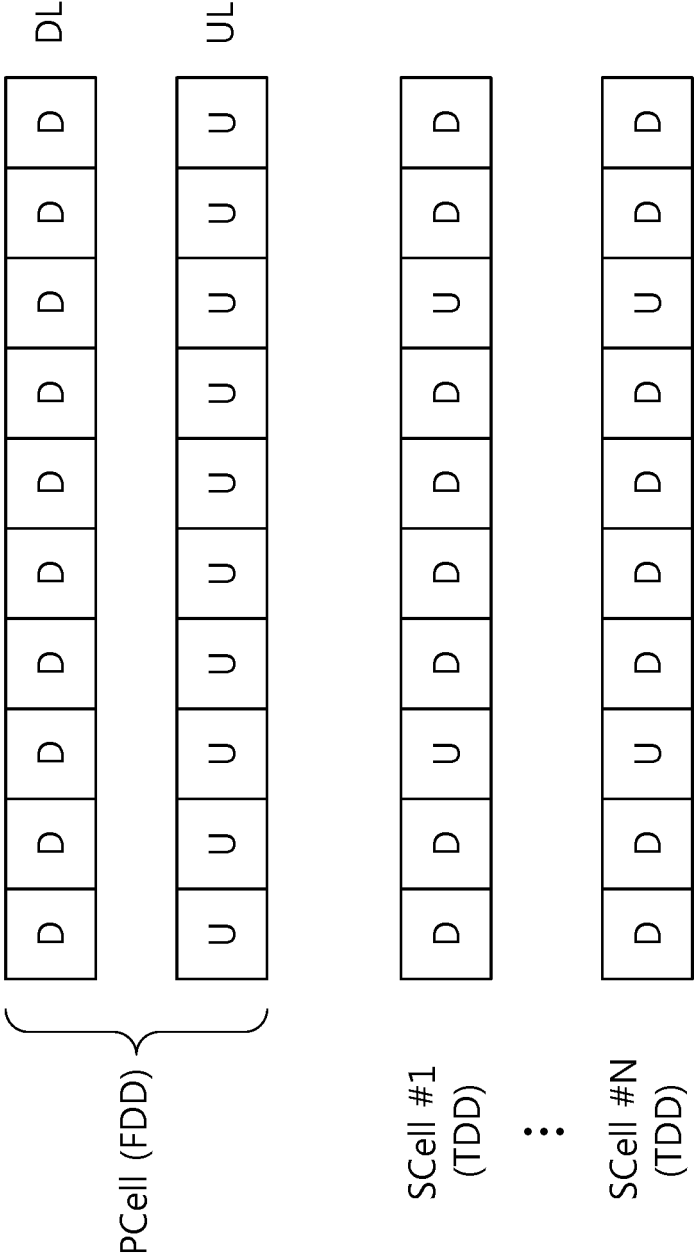 D D D D D D D D D D DL
PCell (FDD)
U U U U U U U U U U UL
SCell #1
(TDD)
D D U D D D D U D D
⋮
SCell #N
(TDD)
D D U D D D D U D D